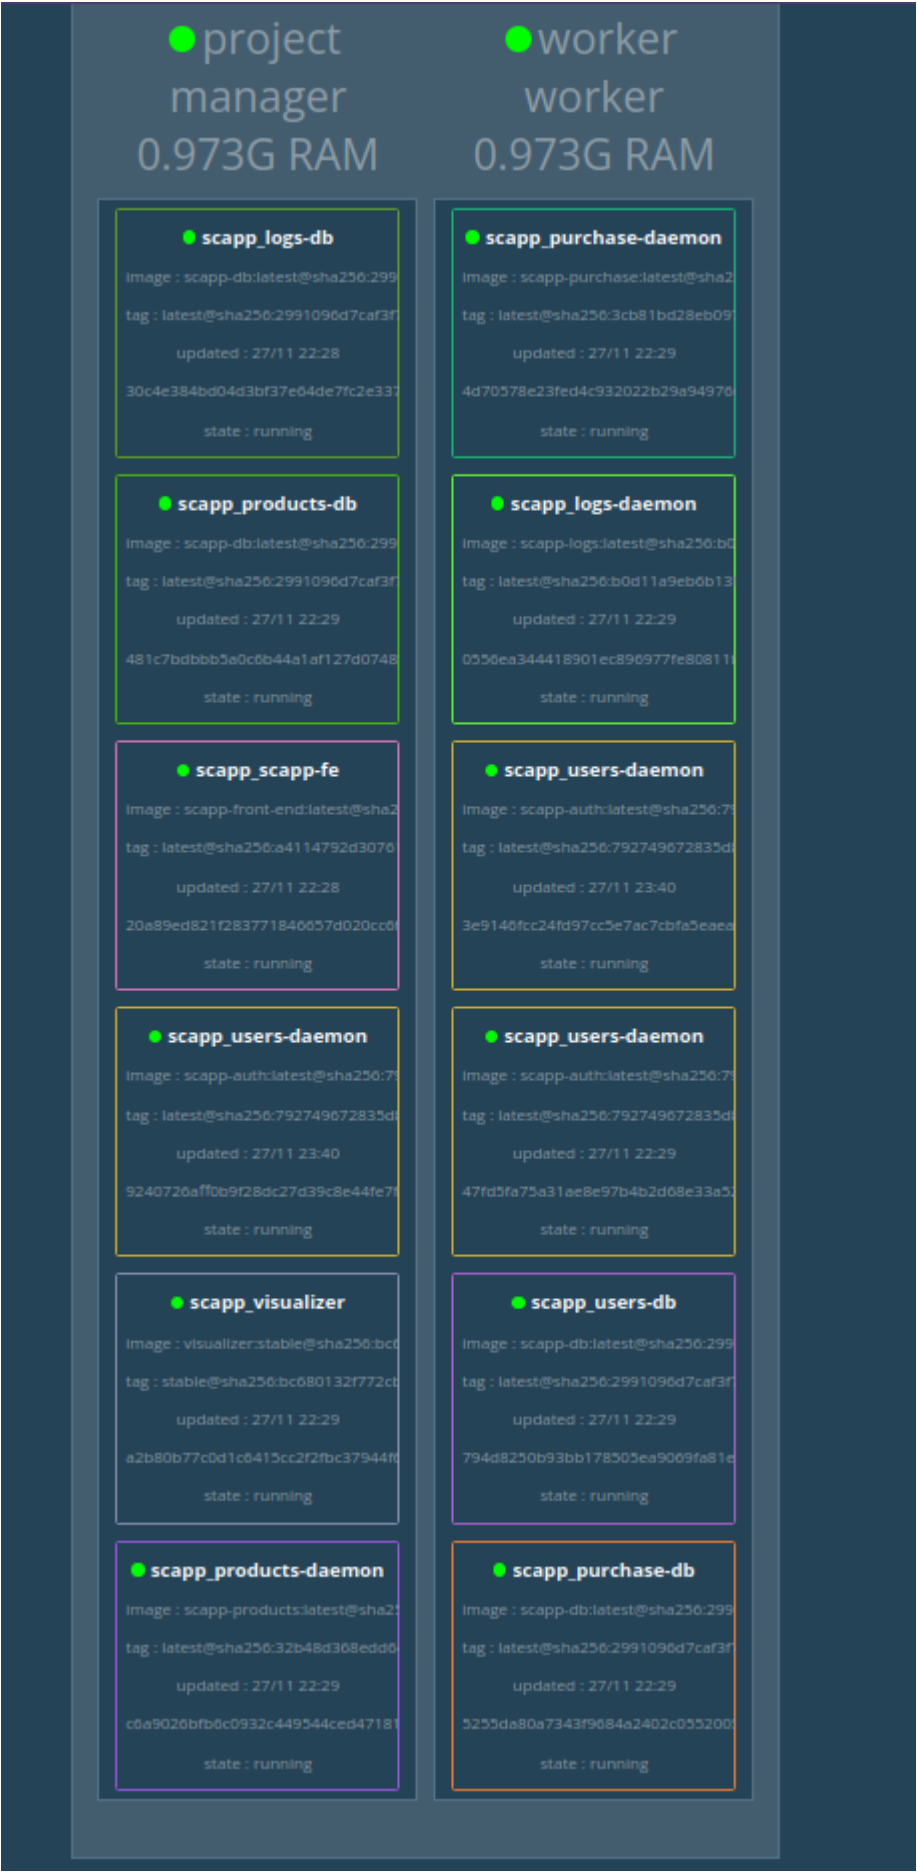 project
manager
0.973G RAM
scapp_logs-db
image : scapp-db:latest@sha256:299
tag : latest@sha256:2991096d7caf3f
updated : 27/11 22:28
30c4e384bd04d3bf37e64de7fc2e337
state : running
scapp_products-db
image : scapp-db:latest@sha256:299
tag : latest@sha256:2991096d7caf3f
updated : 27/11 22:29
481c7bdbbb5a0c6b44a1af127d0748
state : running
scapp_scapp-fe
image : scapp-front-end:latest@sha2
tag : latest@sha256:a4114792d3076
updated : 27/11 22:28
20a89ed821f283771846657d020cc6
state : running
scapp_users-daemon
image : scapp-auth:latest@sha256:79
tag : latest@sha256:792749672835d
updated : 27/11 23:40
9240726aff0b9f28dc27d39c8e44fe7
state : running
scapp_visualizer
image : visualizer:stable@sha256:bc6
tag : stable@sha256:bc680132f772c
updated : 27/11 22:29
a2b80b77c0d1c6415cc2f2fbc37944f
state : running
scapp_products-daemon
image : scapp-products:latest@sha2
tag : latest@sha256:32b48d368edd6
updated : 27/11 22:29
c6a9026bfb6c0932c449544ced47181
state : running
worker
worker
0.973G RAM
scapp_purchase-daemon
image : scapp-purchase:latest@sha2
tag : latest@sha256:3cb81bd28eb09
updated : 27/11 22:29
4d70578e23fed4c932022b29a94976
state : running
scapp_logs-daemon
image : scapp-logs:latest@sha256:b0
tag : latest@sha256:b0d11a9eb6b13
updated : 27/11 22:29
0556ea344418901ec896977fe80811
state : running
scapp_users-daemon
image : scapp-auth:latest@sha256:79
tag : latest@sha256:792749672835d
updated : 27/11 23:40
3e9146fcc24fd97cc5e7ac7cbfa5eaea
state : running
scapp_users-daemon
image : scapp-auth:latest@sha256:79
tag : latest@sha256:792749672835d
updated : 27/11 22:29
47fd5fa75a31ae8e97b4b2d68e33a5
state : running
scapp_users-db
image : scapp-db:latest@sha256:299
tag : latest@sha256:2991096d7caf3f
updated : 27/11 22:29
794d8250b93bb178505ea9069fa81e
state : running
scapp_purchase-db
image : scapp-db:latest@sha256:299
tag : latest@sha256:2991096d7caf3f
updated : 27/11 22:29
5255da80a7343f9684a2402c055200
state : running